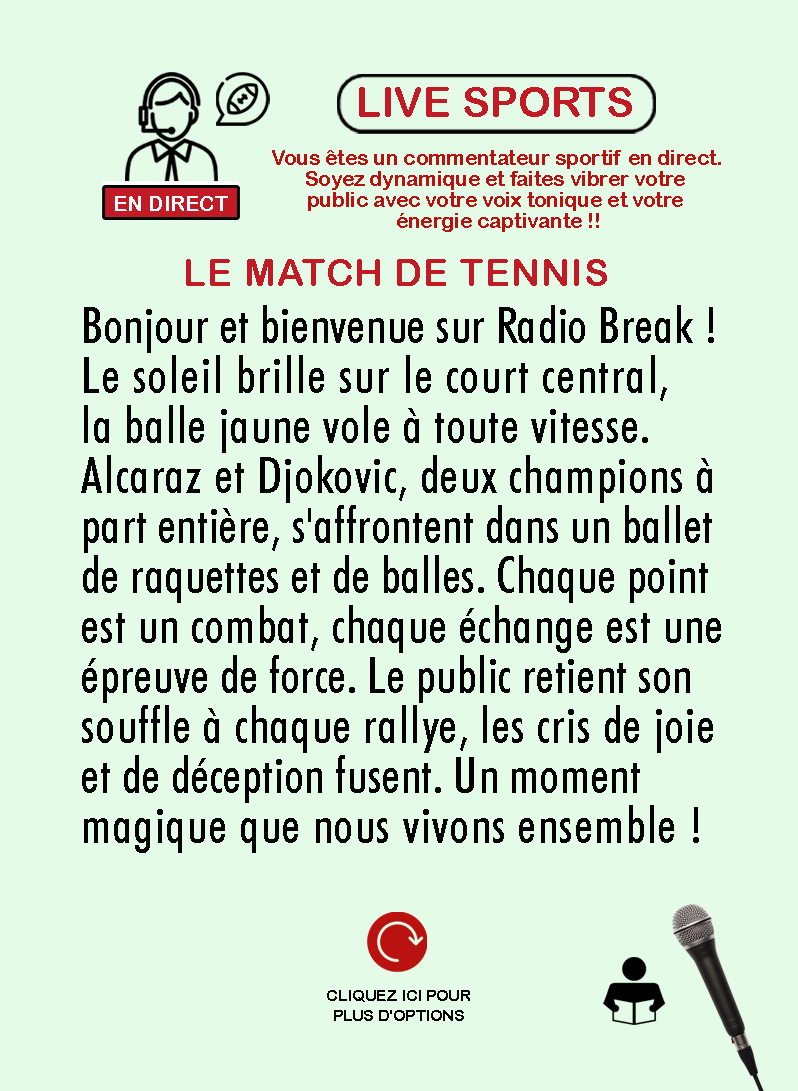 LIVE SPORTS
Vous êtes un commentateur sportif en direct.
Soyez dynamique et faites vibrer votre
public avec votre voix tonique et votre
énergie captivante !!
EN DIRECT
LE MATCH DE TENNIS
Bonjour et bienvenue sur Radio Break !
Le soleil brille sur le court central,
la balle jaune vole à toute vitesse.
Alcaraz et Djokovic, deux champions à
part entière, s'affrontent dans un ballet
de raquettes et de balles. Chaque point
est un combat, chaque échange est une
épreuve de force. Le public retient son
souffle à chaque rallye, les cris de joie
et de déception fusent. Un moment
magique que nous vivons ensemble !
CLIQUEZ ICI POUR
PLUS D'OPTIONS